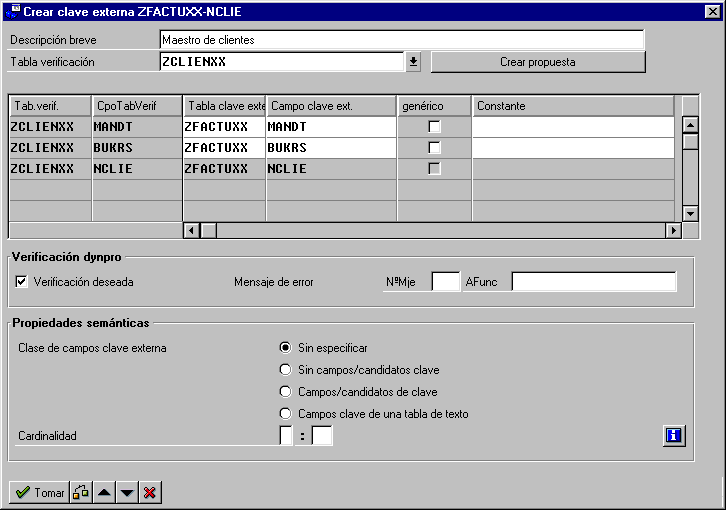 Crear clave externa ZFACTUXX-NCLIE
Descripción breve Maestro de clientes
Tabla verificación ZCLIENXX Crear propuesta
Tab.verif. CpoTabVerif Tabla clave exte Campo clave ext. genérico Constante
ZCLIENXX MANDT ZFACTUXX MANDT
ZCLIENXX BUKRS ZFACTUXX BUKRS
ZCLIENXX NCLIE ZFACTUXX NCLIE
Verificación dynpro
Verificación deseada Mensaje de error NºMje AFunc
Propiedades semánticas
Clase de campos clave externa Sin especificar
Sin campos/candidatos clave
Campos/candidatos de clave
Campos clave de una tabla de texto
Cardinalidad :
Tomar